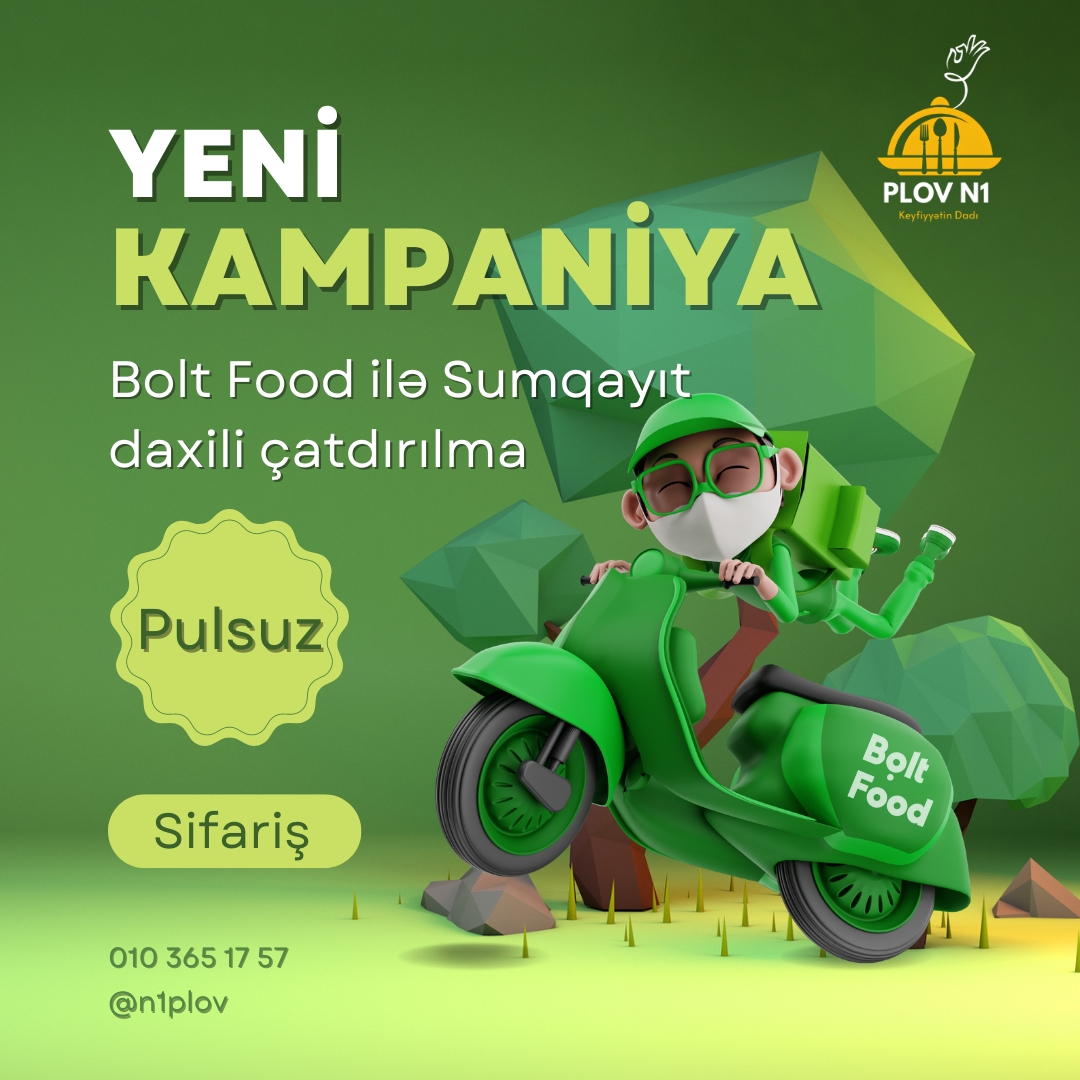 PLOV N1
Keyfiyyətin Dadı
YENİ
KAMPANİYA
Bolt Food ilə Sumqayıt
daxili çatdırılma
Pulsuz
Bolt
Food
Sifariş
010 365 17 57
@n1plov